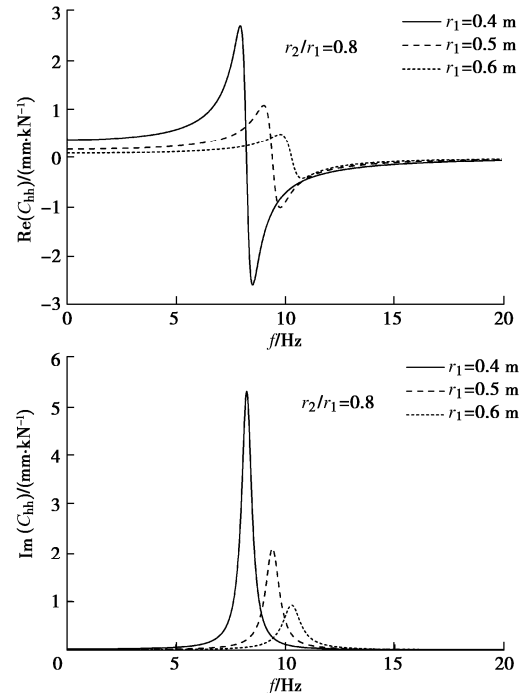 3
2
1
0
−1
−2
−3
Re(C_hh)/(mm·kN⁻¹)
r₂/r₁=0.8
r₁=0.4 m
r₁=0.5 m
r₁=0.6 m
0 5 10 15 20
f/Hz
6
5
4
3
2
1
Im (C_hh)/(mm·kN⁻¹)
r₂/r₁=0.8
r₁=0.4 m
r₁=0.5 m
r₁=0.6 m
0 5 10 15 20
f/Hz